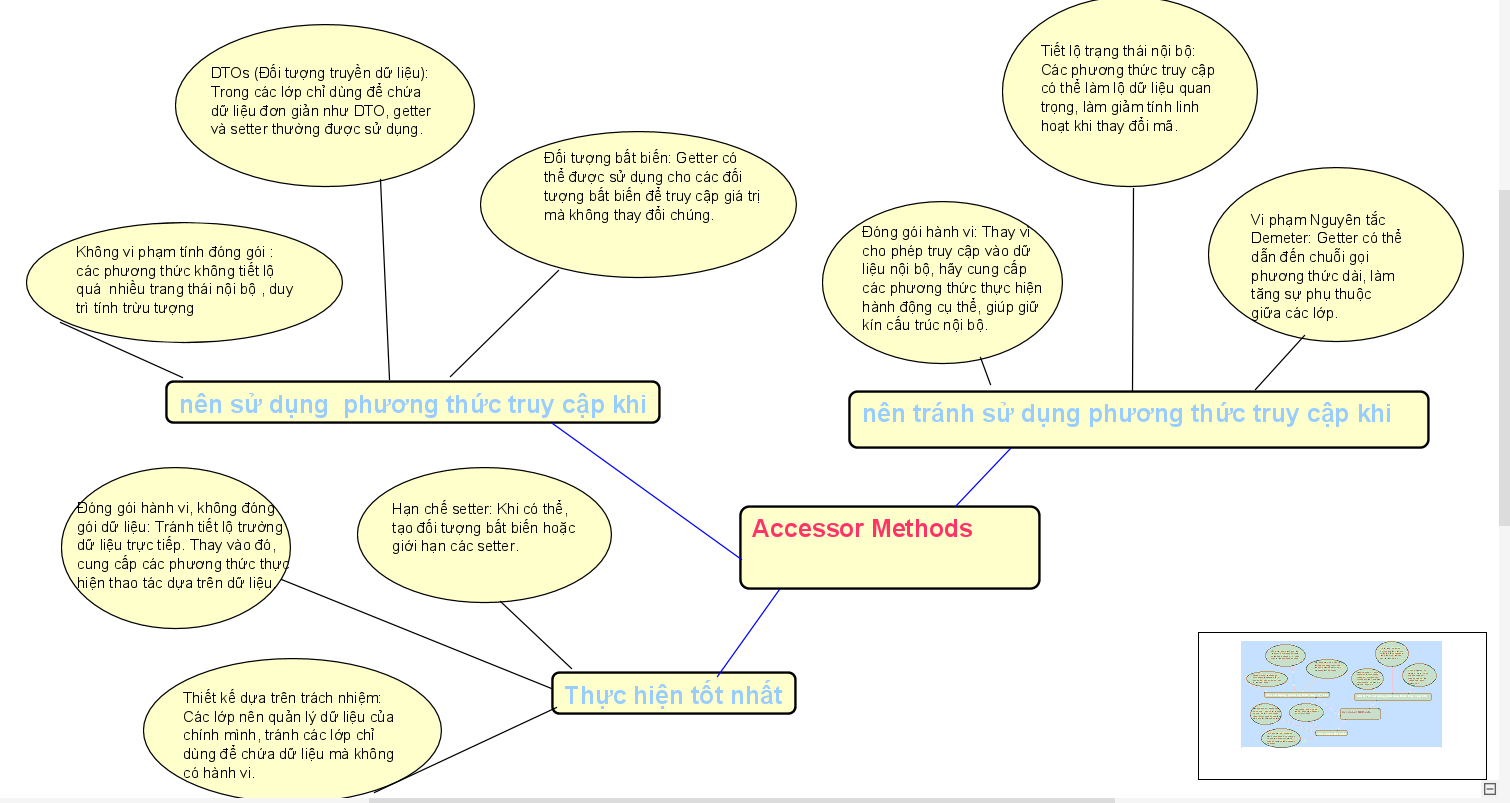 DTOs (Đối tượng truyền dữ liệu):
Trong các lớp chỉ dùng để chứa
dữ liệu đơn giản như DTO, getter
và setter thường được sử dụng.
Đối tượng bất biến: Getter có
thể được sử dụng cho các đối
tượng bất biến để truy cập giá trị
mà không thay đổi chúng.
Không vi phạm tính đóng gói :
các phương thức không tiết lộ
quá  nhiều trang thái nội bộ , duy
trì tính trừu tượng
nên sử dụng  phương thức truy cập khi
Tiết lộ trạng thái nội bộ:
Các phương thức truy cập
có thể làm lộ dữ liệu quan
trọng, làm giảm tính linh
hoạt khi thay đổi mã.
Đóng gói hành vi: Thay vì
cho phép truy cập vào dữ
liệu nội bộ, hãy cung cấp
các phương thức thực hiện
hành động cụ thể, giúp giữ
kín cấu trúc nội bộ.
Vi phạm Nguyên tắc
Demeter: Getter có thể
dẫn đến chuỗi gọi
phương thức dài, làm
tăng sự phụ thuộc
giữa các lớp.
nên tránh sử dụng phương thức truy cập khi
Accessor Methods
Đóng gói hành vi, không đóng
gói dữ liệu: Tránh tiết lộ trường
dữ liệu trực tiếp. Thay vào đó,
cung cấp các phương thức thực
hiện thao tác dựa trên dữ liệu.
Hạn chế setter: Khi có thể,
tạo đối tượng bất biến hoặc
giới hạn các setter.
Thiết kế dựa trên trách nhiệm:
Các lớp nên quản lý dữ liệu của
chính mình, tránh các lớp chỉ
dùng để chứa dữ liệu mà không
có hành vi.
Thực hiện tốt nhất